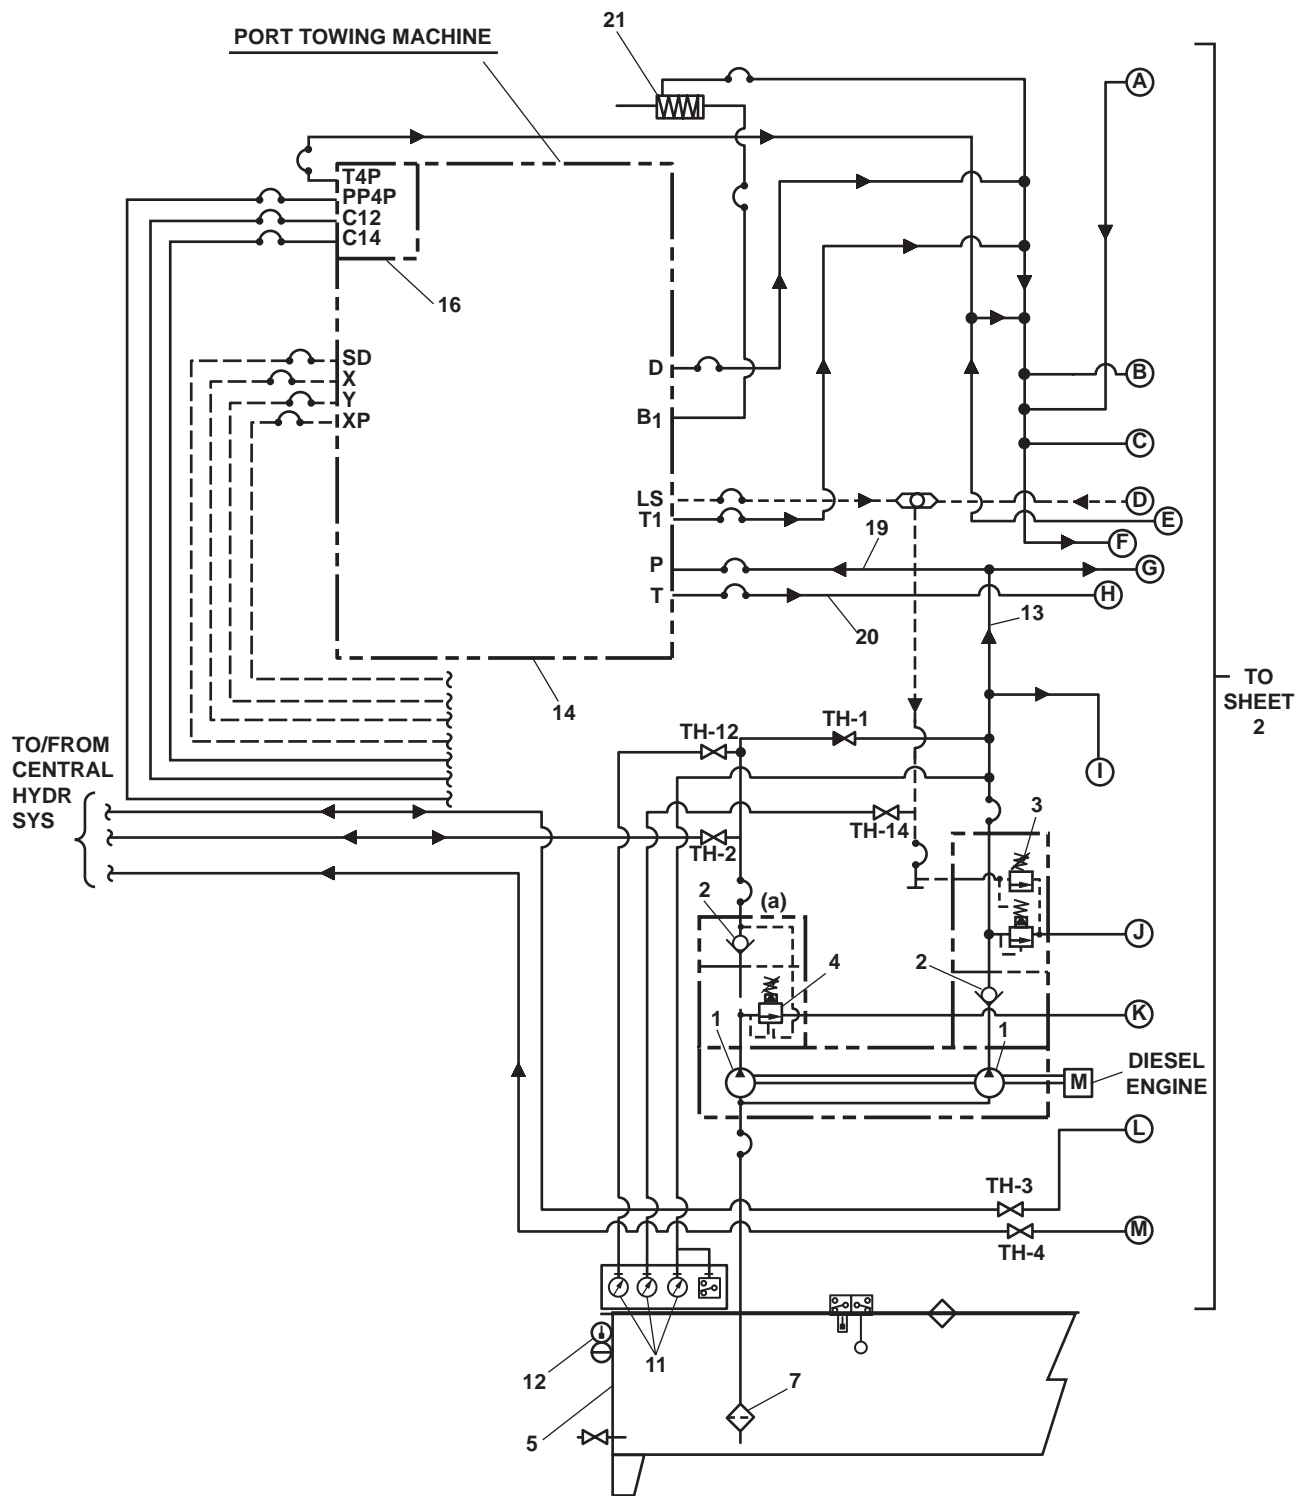 21
PORT TOWING MACHINE
A
T4P
PP4P
C12
C14
16
SD
X
Y
XP
D
B1
B
C
LS
T1
D
E
19
F
P
G
T
H
20
13
14
TO
SHEET
2
TH-12
TH-1
TO/FROM
CENTRAL
HYDR
SYS
I
3
TH-14
TH-2
2
(a)
J
4
2
K
1
1
DIESEL
ENGINE
M
L
TH-3
M
TH-4
11
12
7
5